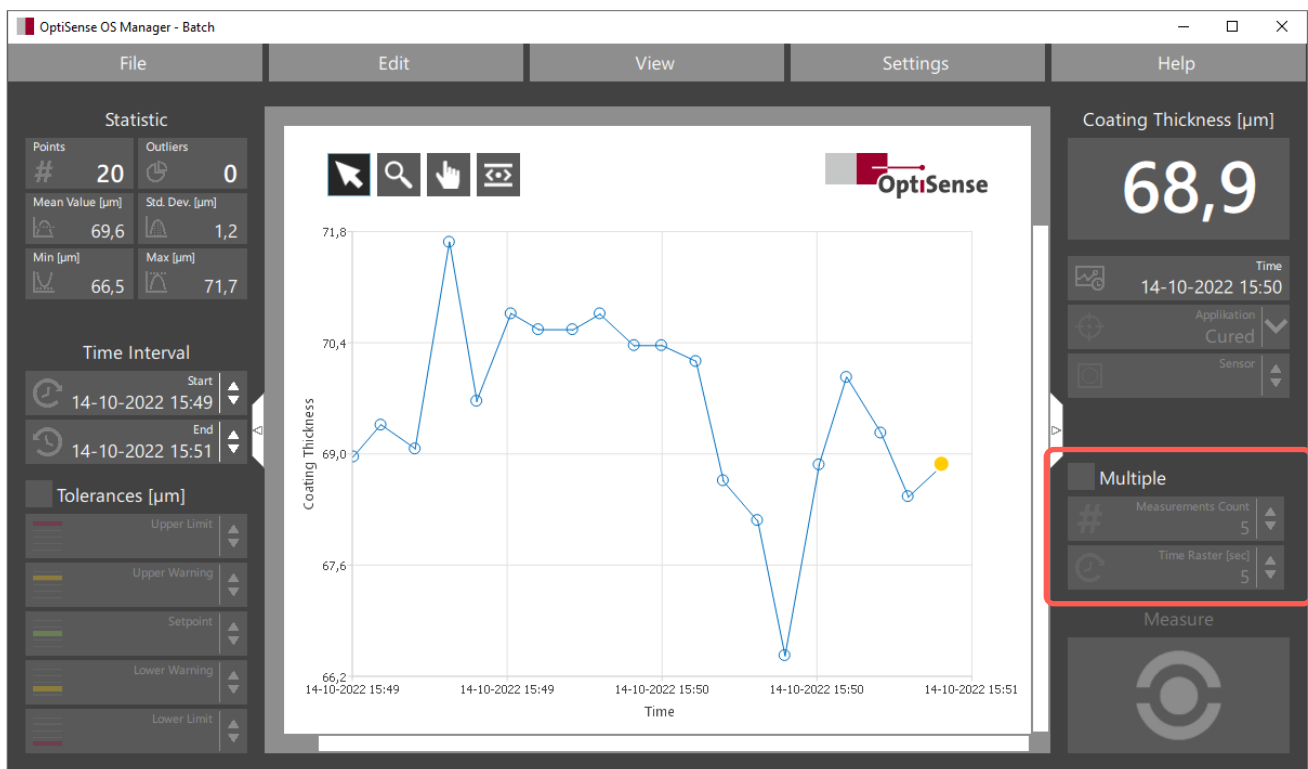 OptiSense OS Manager - Batch
File Edit View Settings Help
Statistic
Points Outliers
# 20 0
Mean Value [µm] Std. Dev. [µm]
69,6 1,2
Min [µm] Max [µm]
66,5 71,7
Time Interval
Start
14-10-2022 15:49
End
14-10-2022 15:51
Tolerances [µm]
Upper Limit
Upper Warning
Setpoint
Lower Warning
Lower Limit
OptiSense
71,8
70,4
69,0
67,6
66,2
Coating Thickness
14-10-2022 15:49 14-10-2022 15:49 14-10-2022 15:50 14-10-2022 15:50 14-10-2022 15:51
Time
Coating Thickness [µm]
68,9
Time
14-10-2022 15:50
Applikation
Cured
Sensor
Multiple
Measurements Count
# 5
Time Raster [sec]
5
Measure